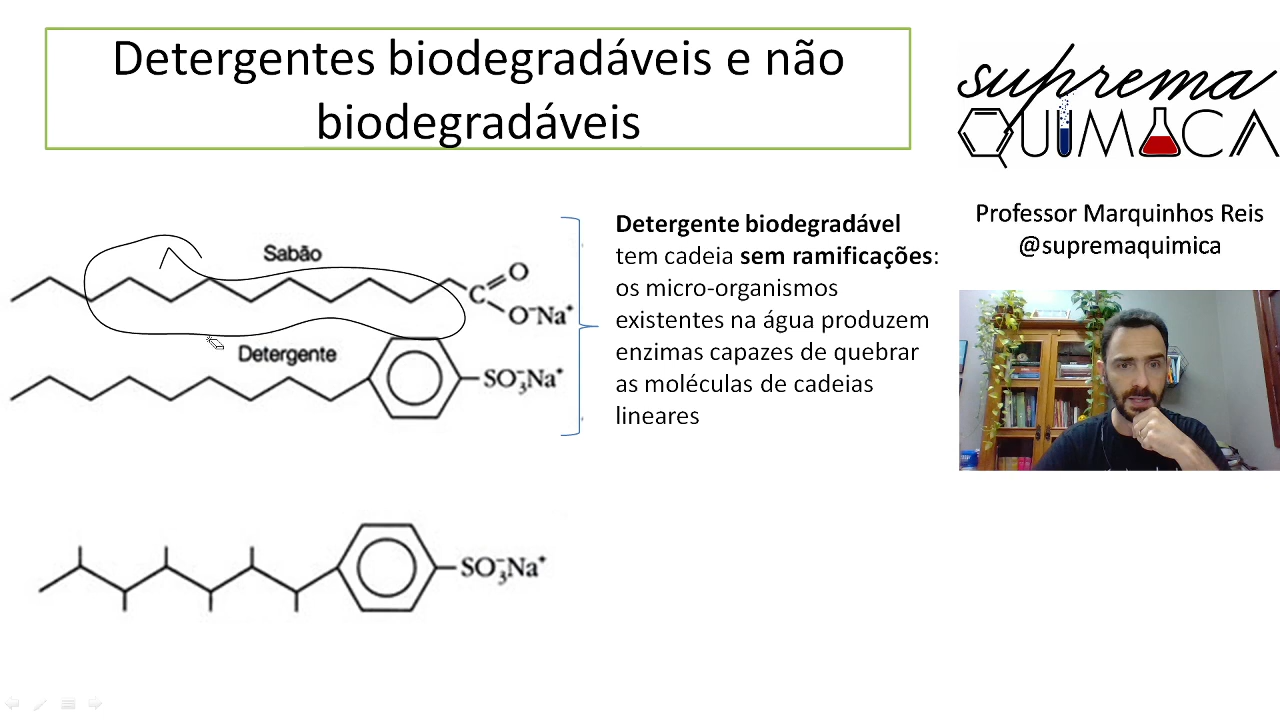 Detergentes biodegradáveis e não
biodegradáveis
suprema
QUIMICA
Professor Marquinhos Reis
@supremaquimica
Detergente biodegradável
tem cadeia sem ramificações:
os micro-organismos
existentes na água produzem
enzimas capazes de quebrar
as moléculas de cadeias
lineares
Sabão
O
C
O⁻Na⁺
Detergente
SO₃⁻Na⁺
SO₃⁻Na⁺